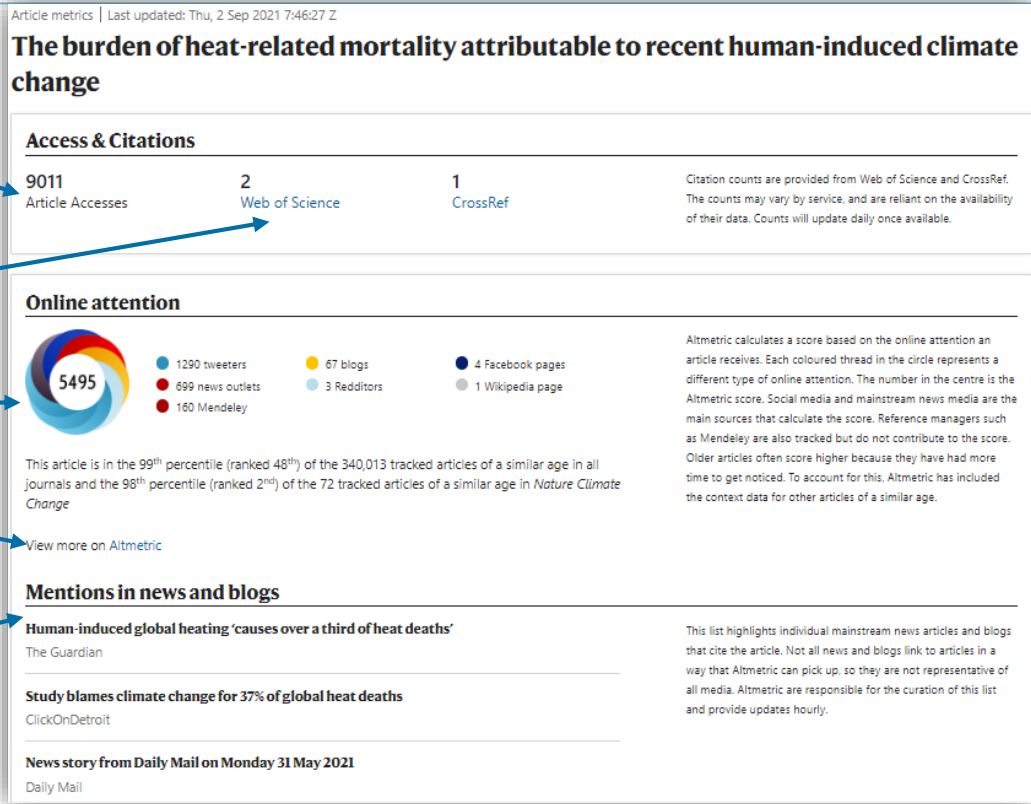 Article metrics | Last updated: Thu, 2 Sep 2021 7:46:27 Z
The burden of heat-related mortality attributable to recent human-induced climate
change
Access & Citations
9011
Article Accesses
2
Web of Science
1
CrossRef
Citation counts are provided from Web of Science and CrossRef.
The counts may vary by service, and are reliant on the availability
of their data. Counts will update daily once available.
Online attention
5495
1290 tweeters
699 news outlets
160 Mendeley
67 blogs
3 Redditors
4 Facebook pages
1 Wikipedia page
Altmetric calculates a score based on the online attention an
article receives. Each coloured thread in the circle represents a
different type of online attention. The number in the centre is the
Altmetric score. Social media and mainstream news media are the
main sources that calculate the score. Reference managers such
as Mendeley are also tracked but do not contribute to the score.
Older articles often score higher because they have had more
time to get noticed. To account for this, Altmetric has included
the context data for other articles of a similar age.
This article is in the 99th percentile (ranked 48th) of the 340,013 tracked articles of a similar age in all
journals and the 98th percentile (ranked 2nd) of the 72 tracked articles of a similar age in Nature Climate
Change
View more on Altmetric
Mentions in news and blogs
Human-induced global heating ‘causes over a third of heat deaths’
The Guardian
Study blames climate change for 37% of global heat deaths
ClickOnDetroit
News story from Daily Mail on Monday 31 May 2021
Daily Mail
This list highlights individual mainstream news articles and blogs
that cite the article. Not all news and blogs link to articles in a
way that Altmetric can pick up, so they are not representative of
all media. Altmetric are responsible for the curation of this list
and provide updates hourly.